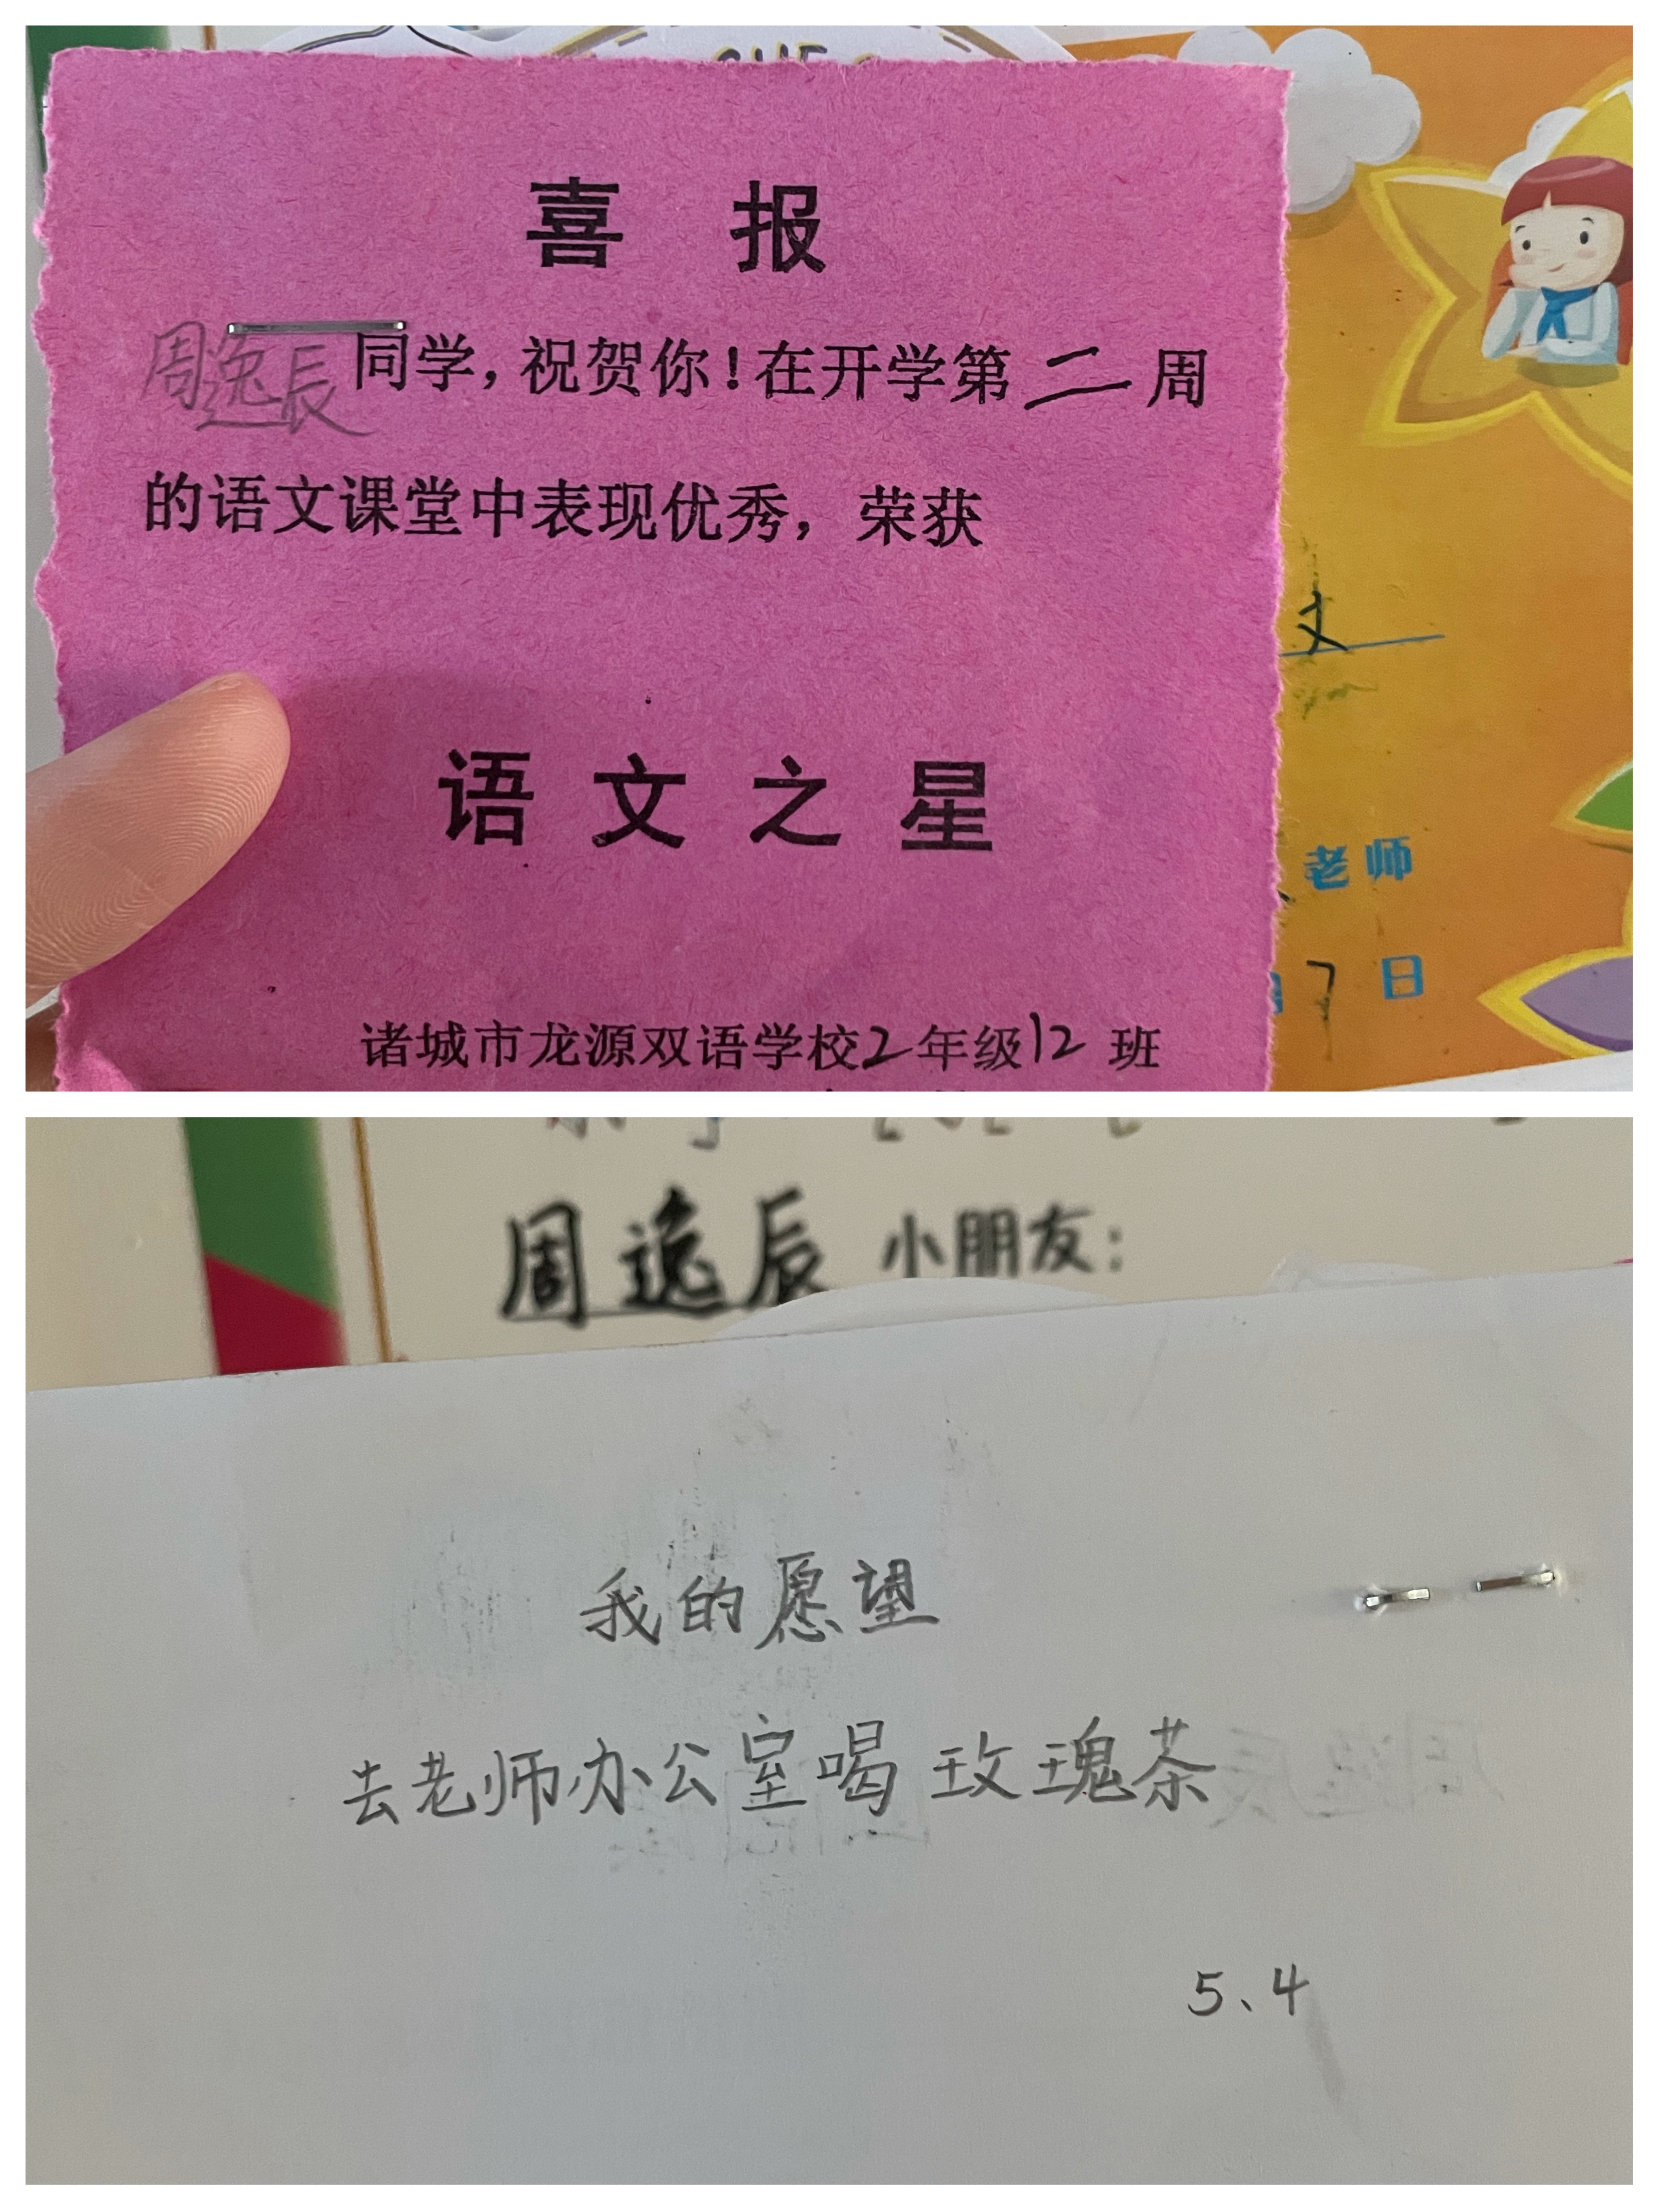 喜 报
周逸辰同学，祝贺你！在开学第二周
的语文课堂中表现优秀，荣获
语文之星
诸城市龙源双语学校2年级12班
文
老师
7日
周逸辰小朋友：
我的愿望
去老师办公室喝玫瑰茶
5、4